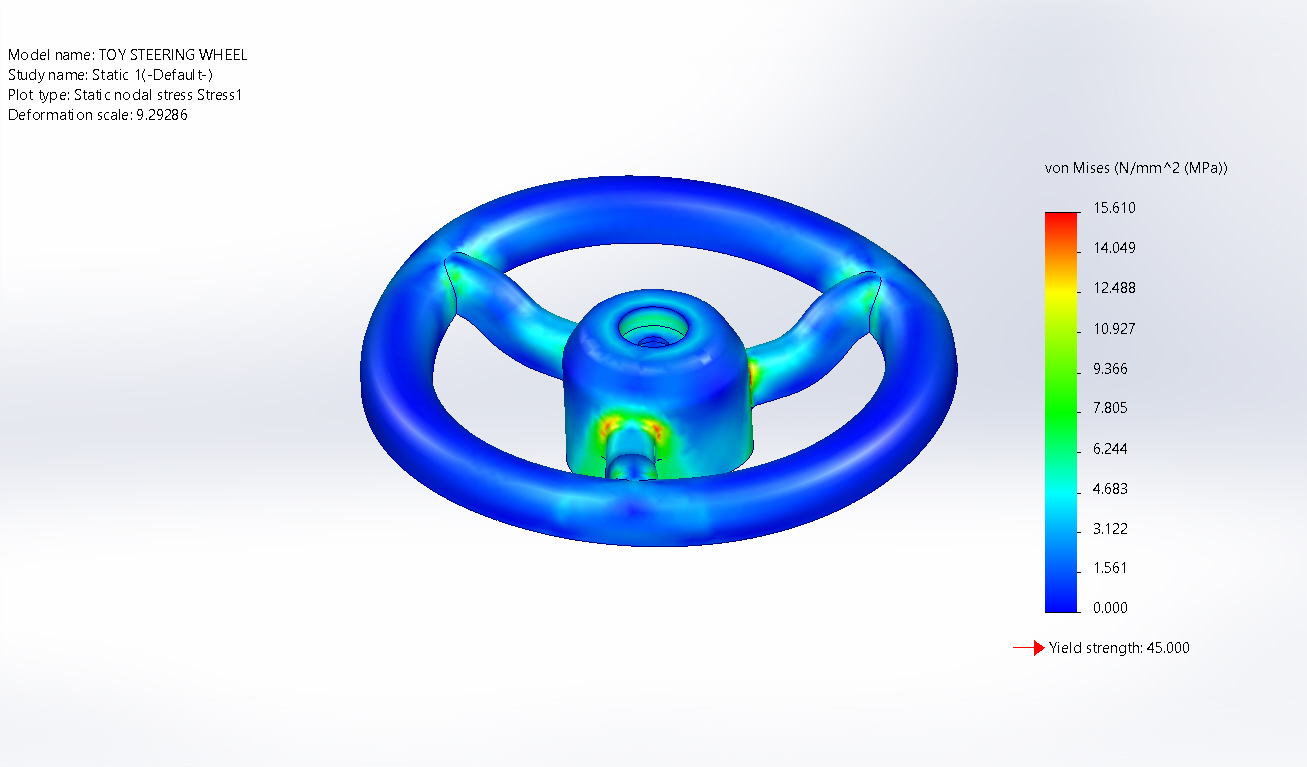 Model name: TOY STEERING WHEEL
Study name: Static 1(-Default-)
Plot type: Static nodal stress Stress1
Deformation scale: 9.29286
von Mises (N/mm^2 (MPa))
15.610
14.049
12.488
10.927
9.366
7.805
6.244
4.683
3.122
1.561
0.000
Yield strength: 45.000